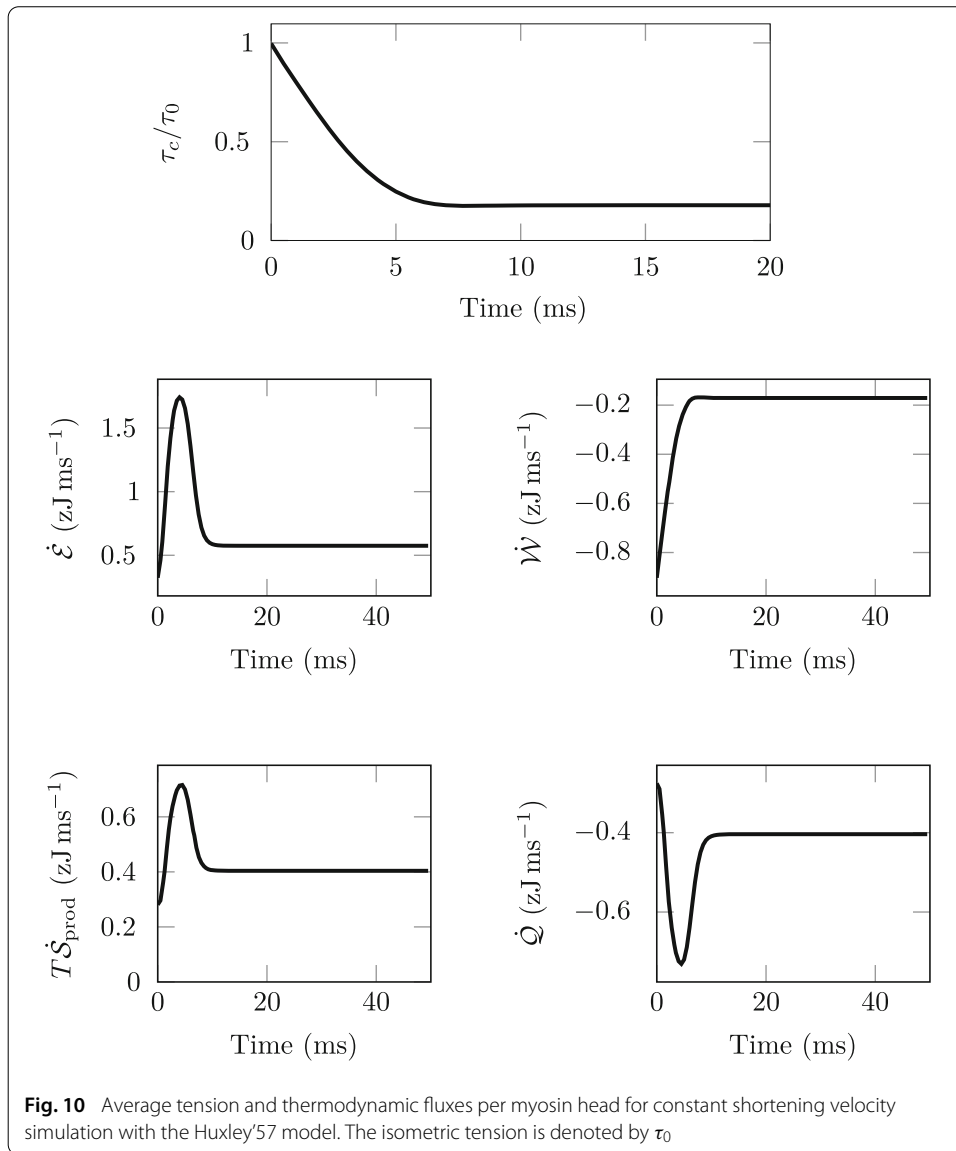 1
0.5
0
τc/τ0
0 5 10 15 20
Time (ms)
1.5
1
0.5
Ė (zJ ms⁻¹)
0 20 40
Time (ms)
−0.2
−0.4
−0.6
−0.8
Ẇ (zJ ms⁻¹)
0 20 40
Time (ms)
0.6
0.4
0.2
0
TṠprod (zJ ms⁻¹)
0 20 40
Time (ms)
−0.4
−0.6
Q̇ (zJ ms⁻¹)
0 20 40
Time (ms)
Fig. 10 Average tension and thermodynamic fluxes per myosin head for constant shortening velocity
simulation with the Huxley'57 model. The isometric tension is denoted by τ0